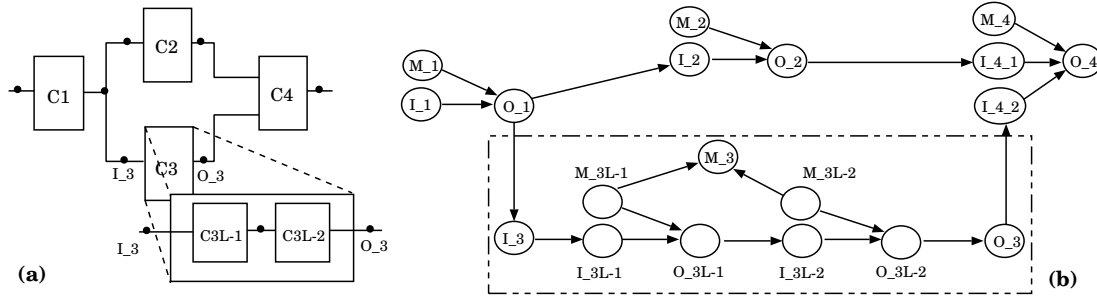 C1
C2
C3
C4
I_3
O_3
C3L-1
C3L-2
I_3
O_3
(a)
M_1
I_1
O_1
M_2
I_2
O_2
M_4
I_4_1
O_4
I_4_2
M_3
M_3L-1
M_3L-2
I_3
O_3
I_3L-1
O_3L-1
I_3L-2
O_3L-2
(b)